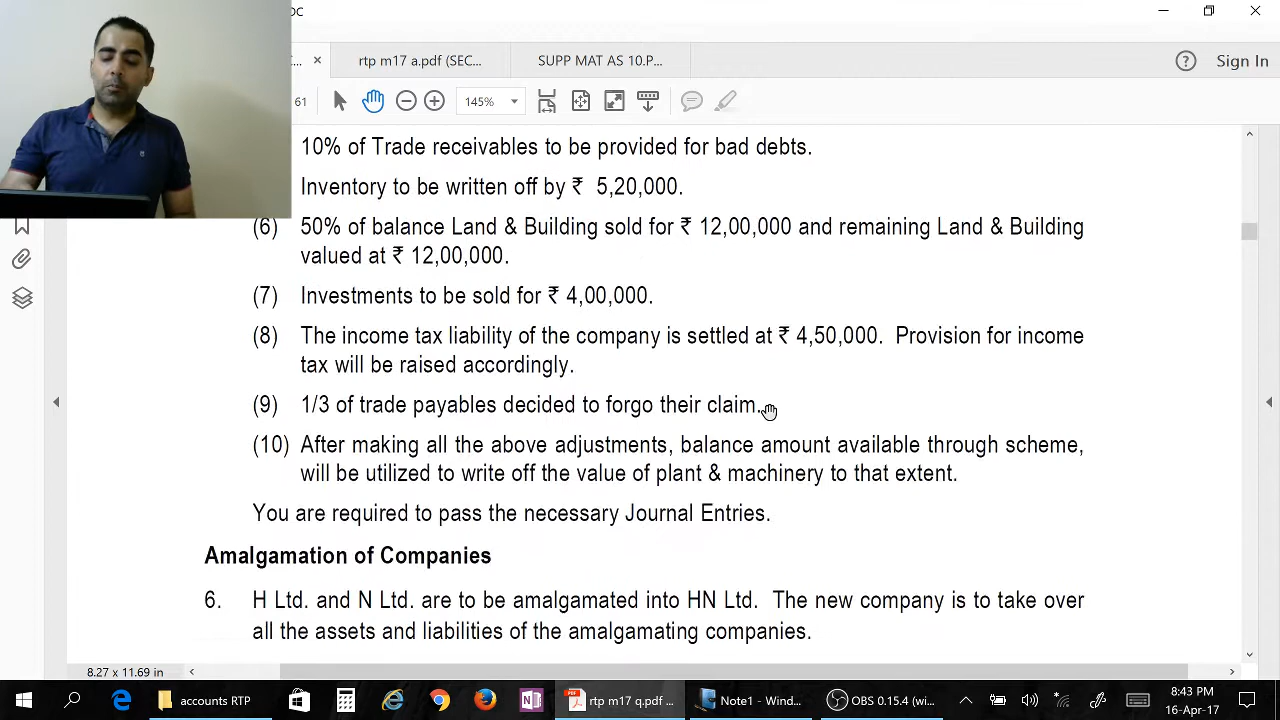 OC
... rtp m17 a.pdf (SEC... SUPP MAT AS 10.P...
Sign In
61 145%
10% of Trade receivables to be provided for bad debts.
Inventory to be written off by ₹ 5,20,000.
(6) 50% of balance Land & Building sold for ₹ 12,00,000 and remaining Land & Building
valued at ₹ 12,00,000.
(7) Investments to be sold for ₹ 4,00,000.
(8) The income tax liability of the company is settled at ₹ 4,50,000. Provision for income
tax will be raised accordingly.
(9) 1/3 of trade payables decided to forgo their claim.
(10) After making all the above adjustments, balance amount available through scheme,
will be utilized to write off the value of plant & machinery to that extent.
You are required to pass the necessary Journal Entries.
Amalgamation of Companies
6. H Ltd. and N Ltd. are to be amalgamated into HN Ltd. The new company is to take over
all the assets and liabilities of the amalgamating companies.
8.27 x 11.69 in
accounts RTP rtp m17 q.pdf ... Note1 - Wind... OBS 0.15.4 (wi...
8:43 PM
16-Apr-17